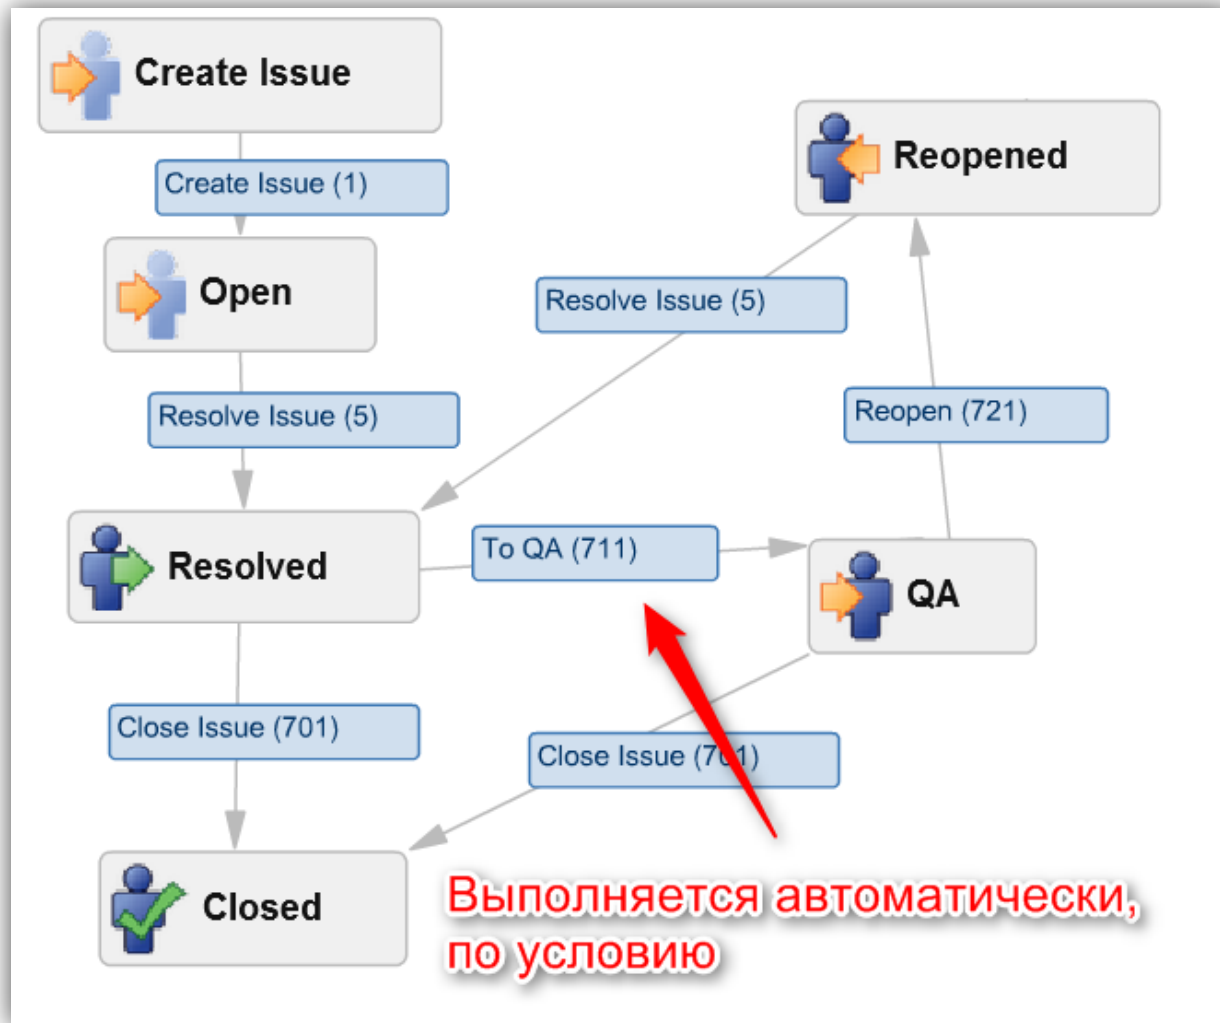 Create Issue
Create Issue (1)
Reopened
Open
Resolve Issue (5)
Resolve Issue (5)
Reopen (721)
Resolved
To QA (711)
QA
Close Issue (701)
Close Issue (701)
Closed
Выполняется автоматически,
по условию